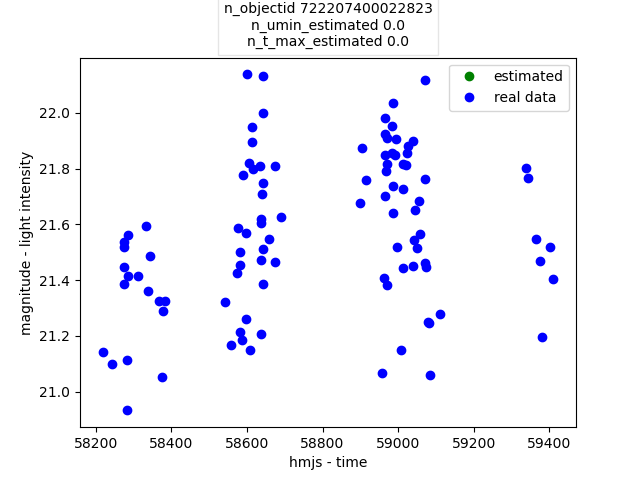 n_objectid 722207400022823
n_umin_estimated 0.0
n_t_max_estimated 0.0
estimated
real data
22.0
21.8
21.6
21.4
21.2
21.0
magnitude - light intensity
58200 58400 58600 58800 59000 59200 59400
hmjs - time